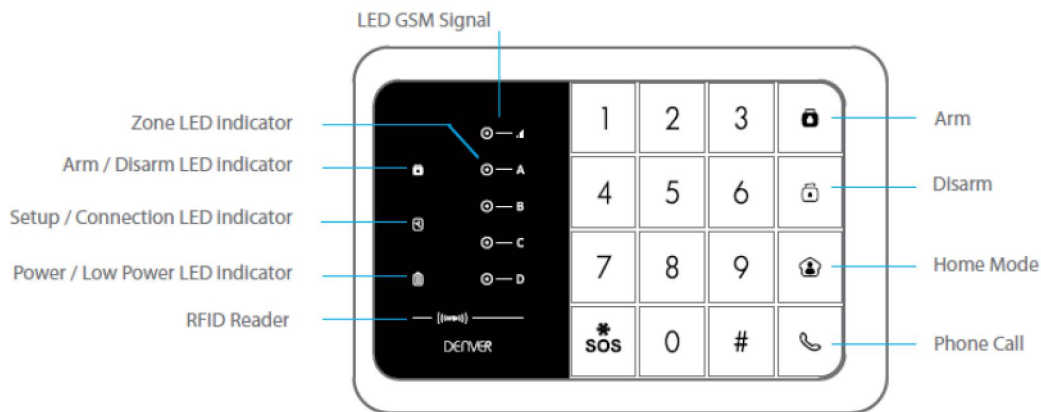 LED GSM Signal
Zone LED indicator
Arm / Disarm LED indicator
Setup / Connection LED indicator
Power / Low Power LED indicator
RFID Reader
A
B
C
D
DENVER
1 2 3
4 5 6
7 8 9
* SOS 0 #
Arm
Disarm
Home Mode
Phone Call